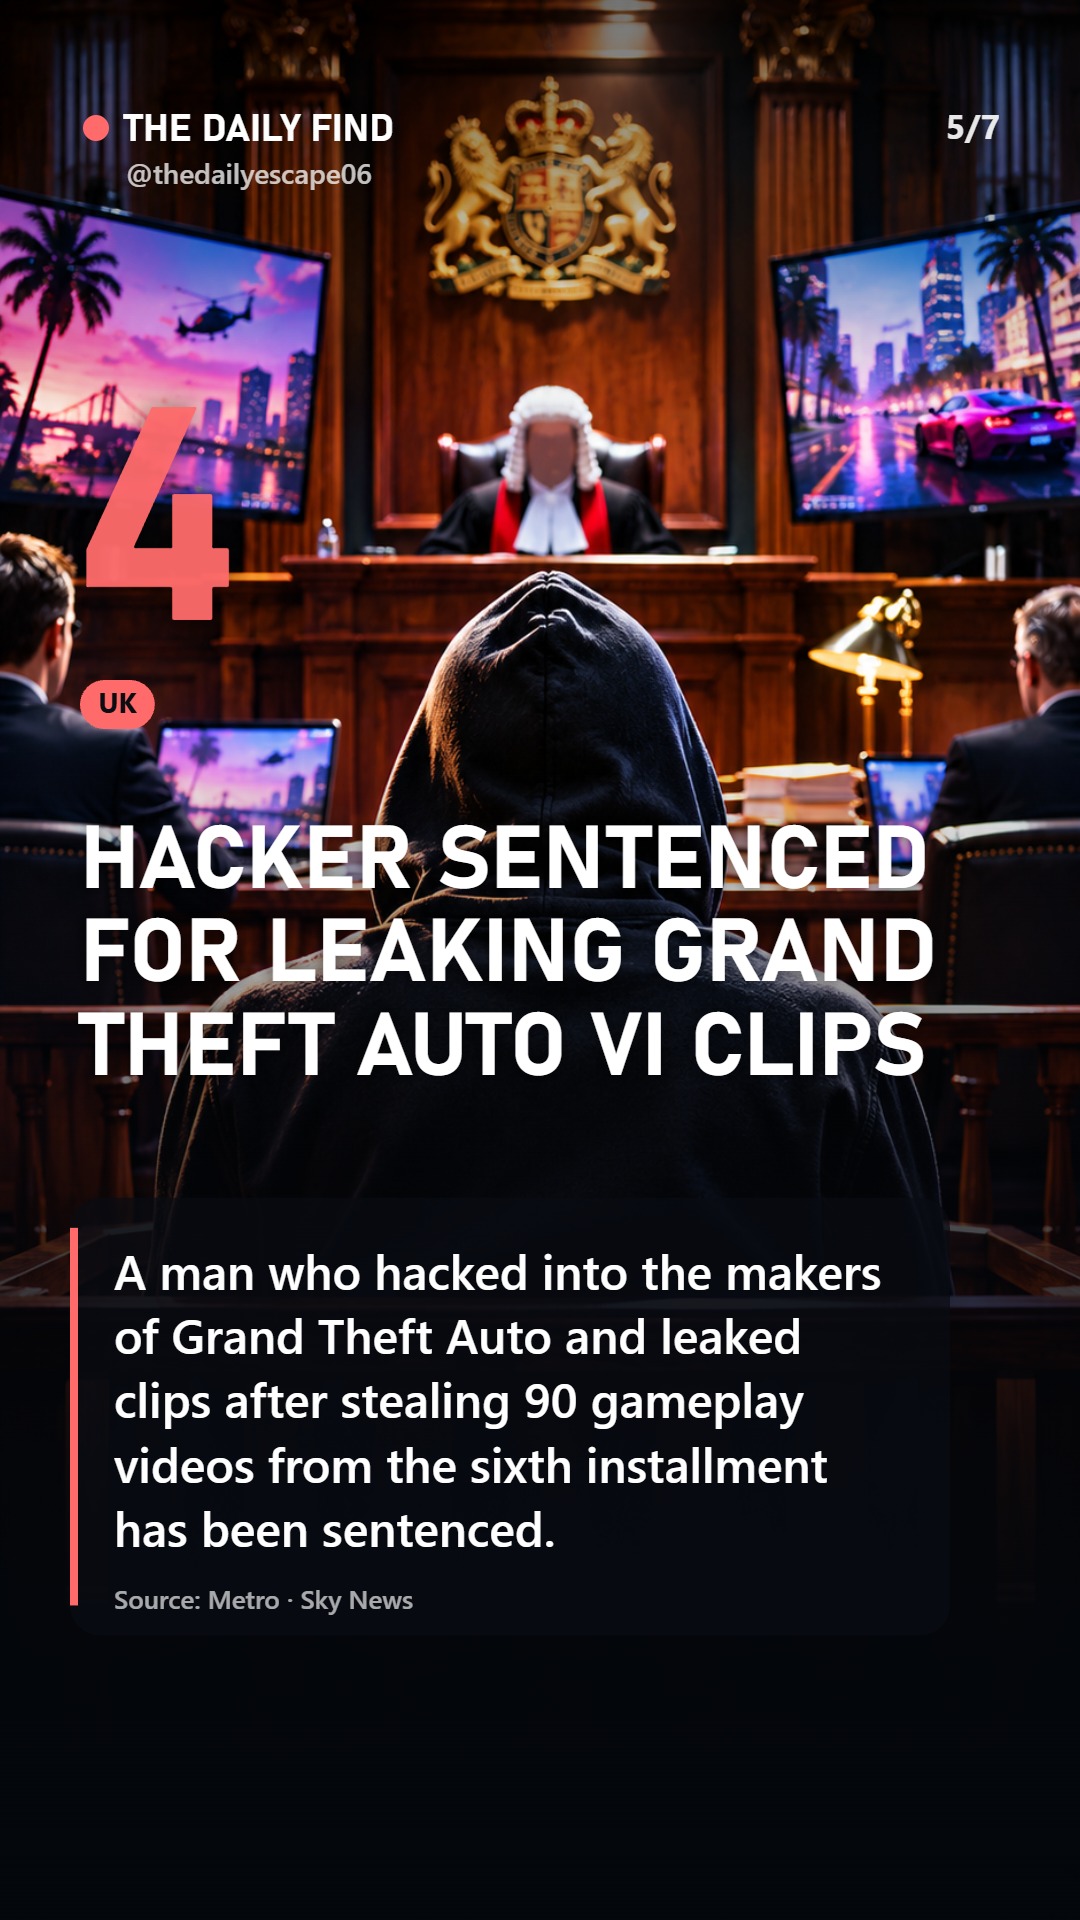 THE DAILY FIND
@thedailyescape06
5/7
4
UK
HACKER SENTENCED
FOR LEAKING GRAND
THEFT AUTO VI CLIPS
A man who hacked into the makers
of Grand Theft Auto and leaked
clips after stealing 90 gameplay
videos from the sixth installment
has been sentenced.
Source: Metro · Sky News